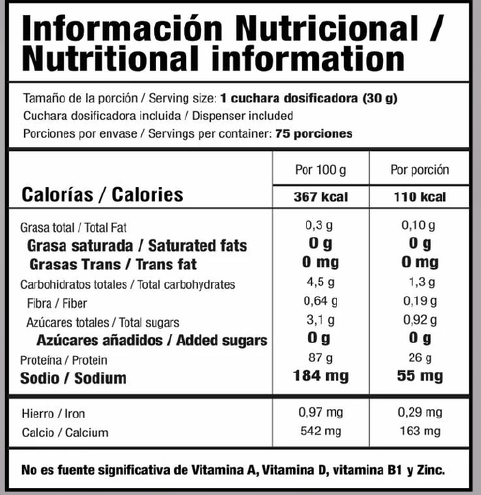 Información Nutricional /
Nutritional information
Tamaño de la porción / Serving size: 1 cuchara dosificadora (30 g)
Cuchara dosificadora incluida / Dispenser included
Porciones por envase / Servings per container: 75 porciones
Por 100 g Por porción
Calorías / Calories 367 kcal 110 kcal
Grasa total / Total Fat 0,3 g 0,10 g
Grasa saturada / Saturated fats 0 g 0 g
Grasas Trans / Trans fat 0 mg 0 mg
Carbohidratos totales / Total carbohydrates 4,5 g 1,3 g
Fibra / Fiber 0,64 g 0,19 g
Azúcares totales / Total sugars 3,1 g 0,92 g
Azúcares añadidos / Added sugars 0 g 0 g
Proteína / Protein 87 g 26 g
Sodio / Sodium 184 mg 55 mg
Hierro / Iron 0,97 mg 0,29 mg
Calcio / Calcium 542 mg 163 mg
No es fuente significativa de Vitamina A, Vitamina D, vitamina B1 y Zinc.